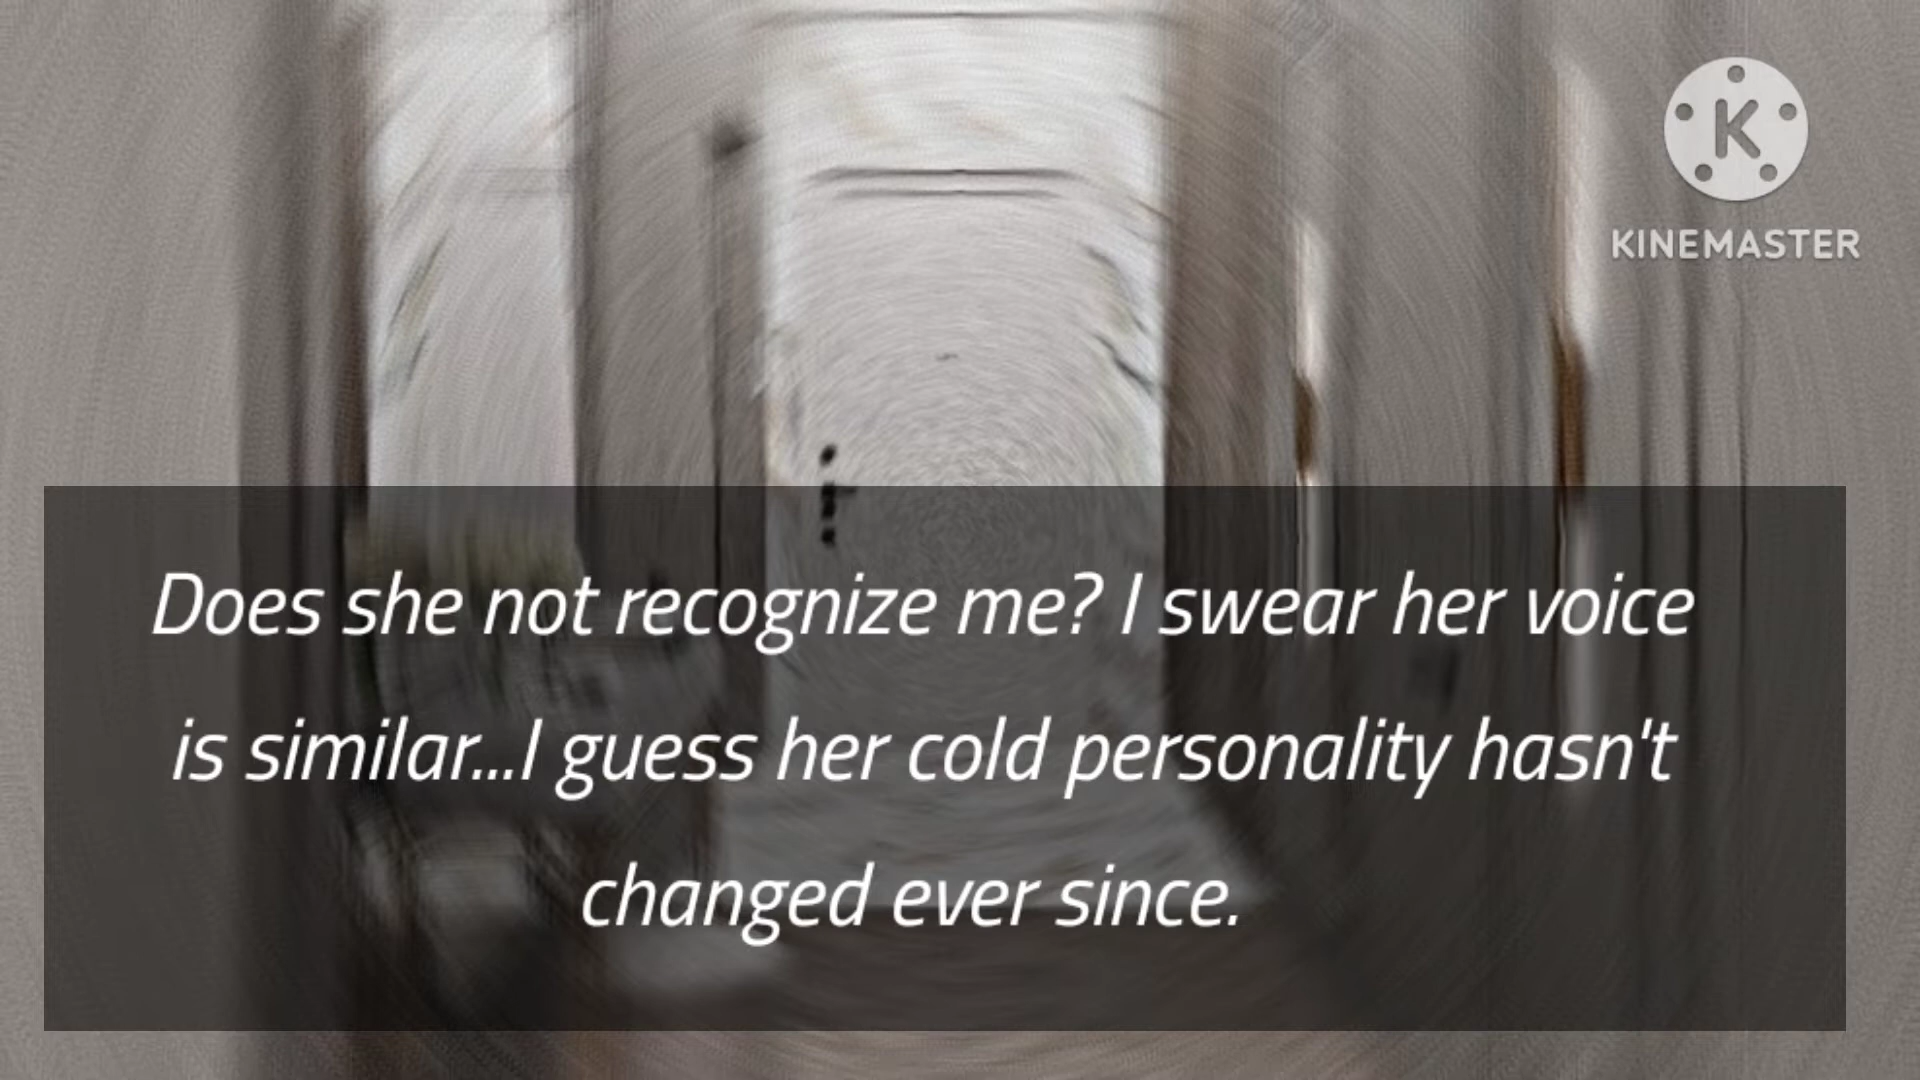 K
KINEMASTER
Does she not recognize me? I swear her voice
is similar...I guess her cold personality hasn't
changed ever since.